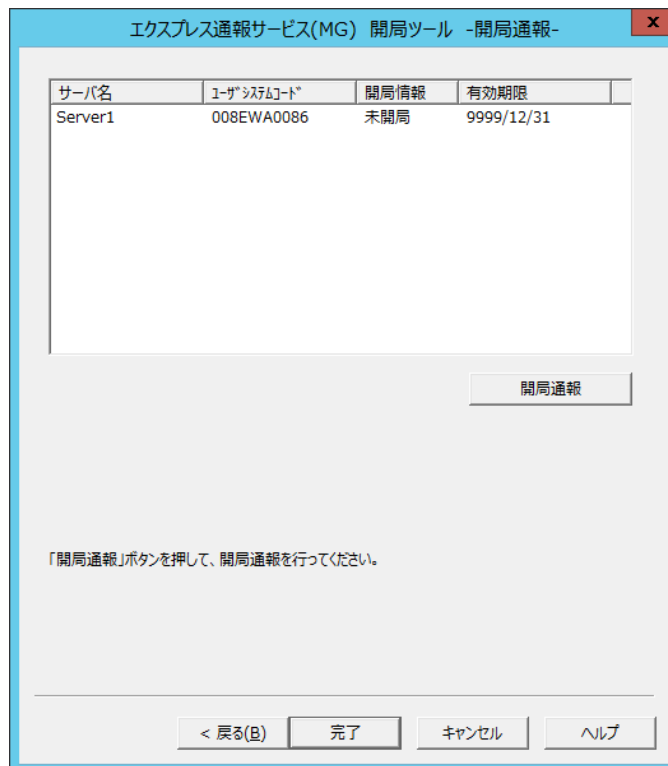 エクスプレス通報サービス(MG) 開局ツール -開局通報-
x
サーバ名 ﾕｰｻﾞｼｽﾃﾑｺｰﾄﾞ 開局情報 有効期限
Server1 008EWA0086 未開局 9999/12/31
開局通報
「開局通報」ボタンを押して、開局通報を行ってください。
< 戻る(B) 完了 キャンセル ヘルプ